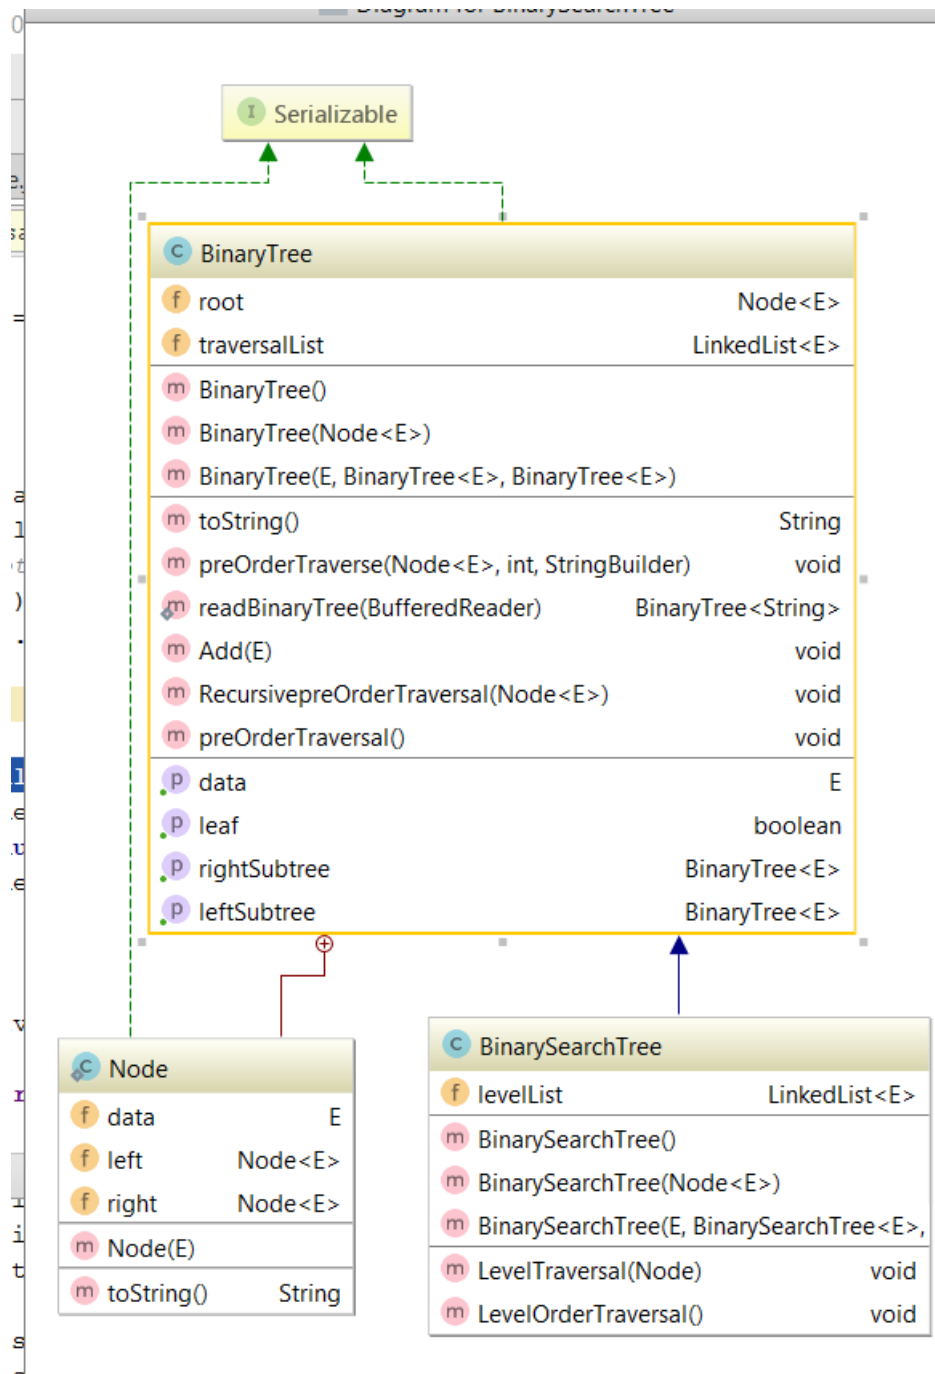 Diagram for BinarySearchTree
I Serializable
C BinaryTree
f root Node<E>
f traversalList LinkedList<E>
m BinaryTree()
m BinaryTree(Node<E>)
m BinaryTree(E, BinaryTree<E>, BinaryTree<E>)
m toString() String
m preOrderTraverse(Node<E>, int, StringBuilder) void
m readBinaryTree(BufferedReader) BinaryTree<String>
m Add(E) void
m RecursivepreOrderTraversal(Node<E>) void
m preOrderTraversal() void
p data E
p leaf boolean
p rightSubtree BinaryTree<E>
p leftSubtree BinaryTree<E>
C Node
f data E
f left Node<E>
f right Node<E>
m Node(E)
m toString() String
C BinarySearchTree
f levelList LinkedList<E>
m BinarySearchTree()
m BinarySearchTree(Node<E>)
m BinarySearchTree(E, BinarySearchTree<E>,
m LevelTraversal(Node) void
m LevelOrderTraversal() void